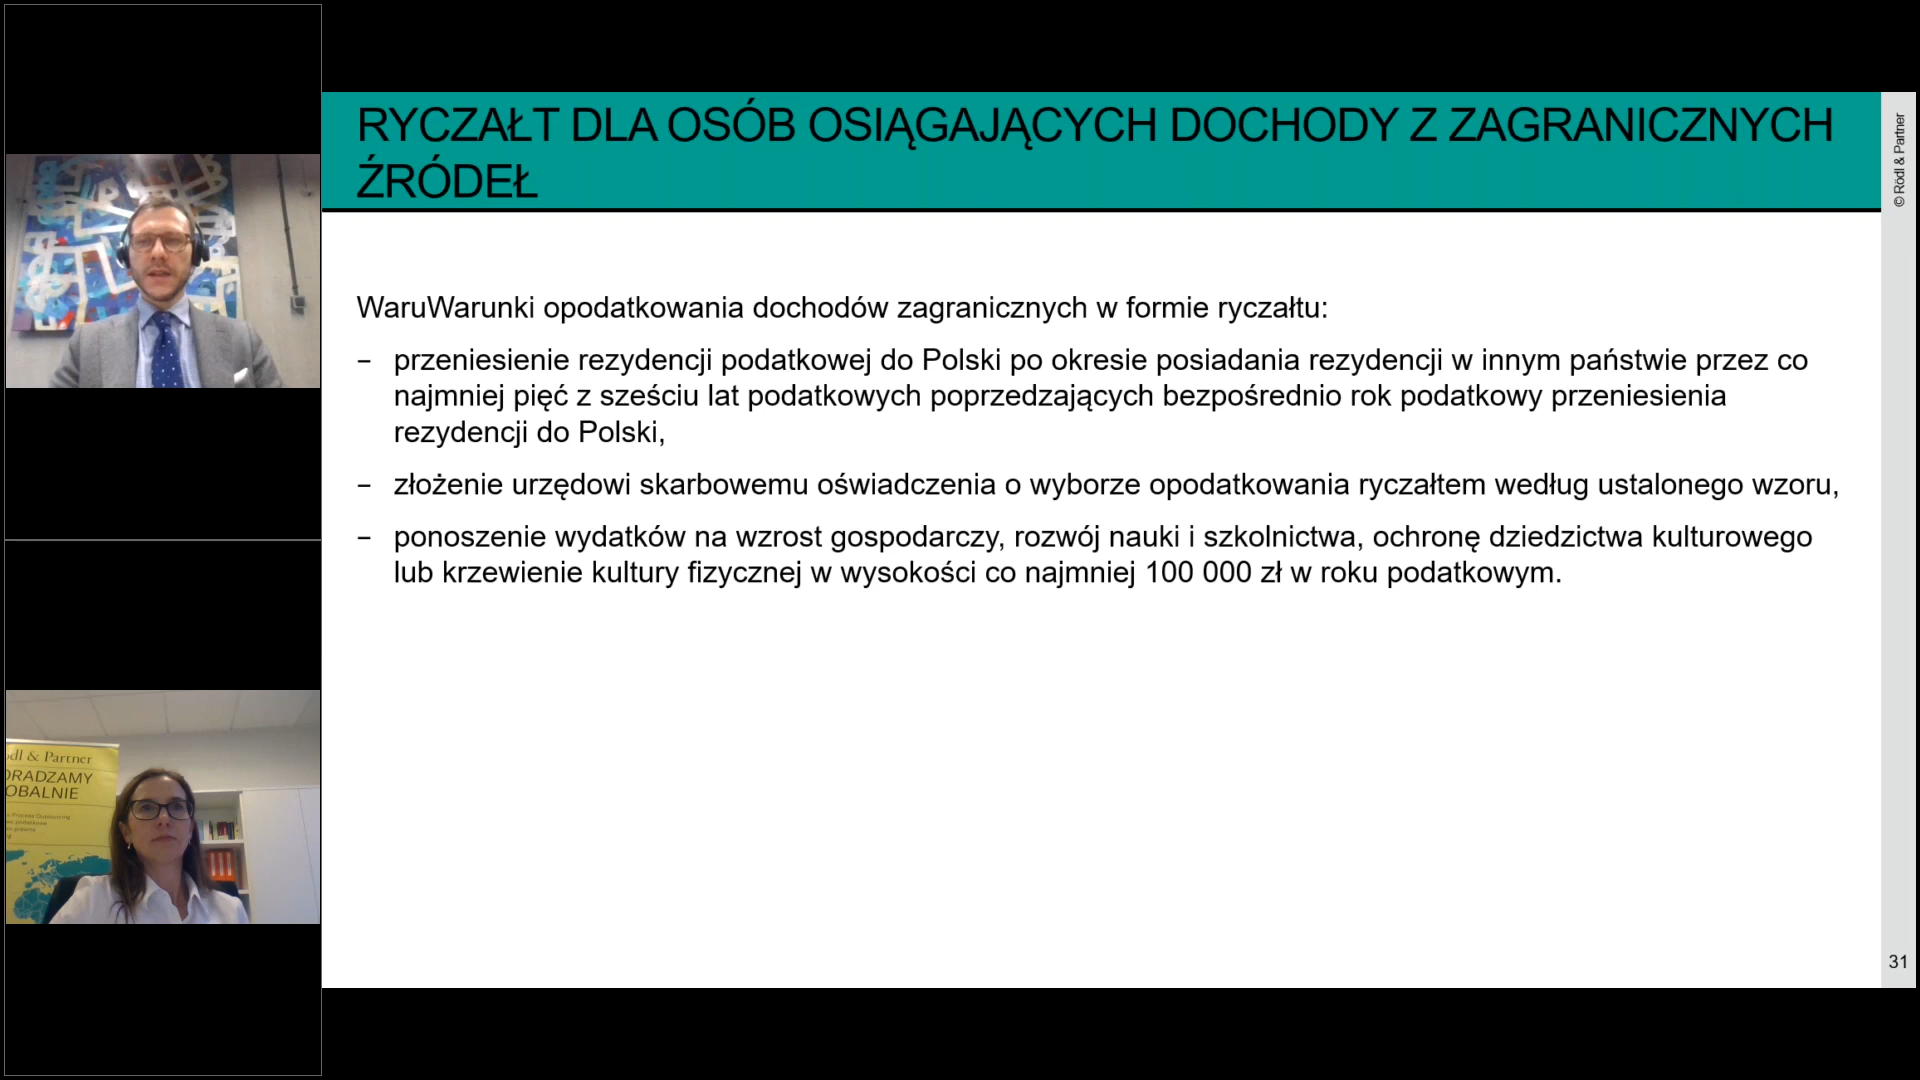 RYCZAŁT DLA OSÓB OSIĄGAJĄCYCH DOCHODY Z ZAGRANICZNYCH
ŹRÓDEŁ
© Rödl & Partner
WaruWarunki opodatkowania dochodów zagranicznych w formie ryczałtu:
– przeniesienie rezydencji podatkowej do Polski po okresie posiadania rezydencji w innym państwie przez co
najmniej pięć z sześciu lat podatkowych poprzedzających bezpośrednio rok podatkowy przeniesienia
rezydencji do Polski,
– złożenie urzędowi skarbowemu oświadczenia o wyborze opodatkowania ryczałtem według ustalonego wzoru,
– ponoszenie wydatków na wzrost gospodarczy, rozwój nauki i szkolnictwa, ochronę dziedzictwa kulturowego
lub krzewienie kultury fizycznej w wysokości co najmniej 100 000 zł w roku podatkowym.
31
ödl & Partner
ORADZAMY
OBALNIE